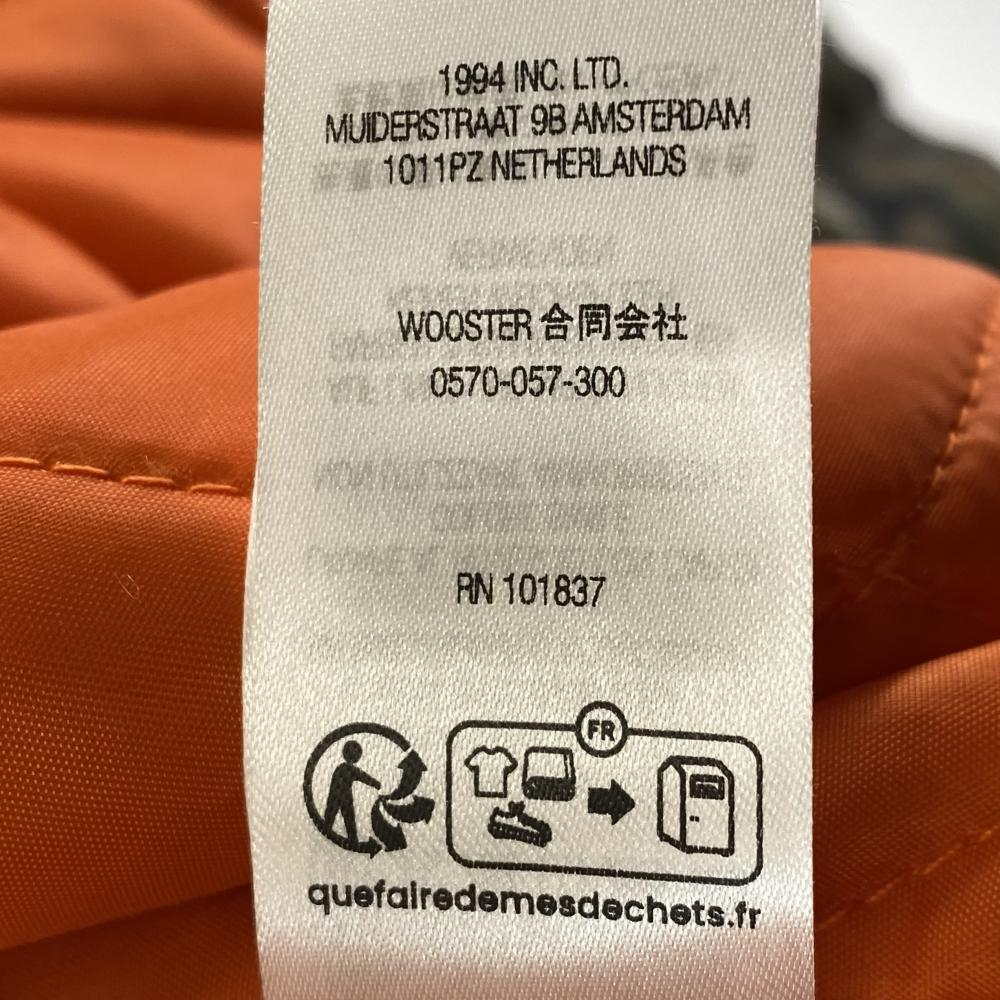 1994 INC. LTD.
MUIDERSTRAAT 9B AMSTERDAM
1011PZ NETHERLANDS
WOOSTER 合同会社
0570-057-300
RN 101837
FR
quefairedemesdechets.fr